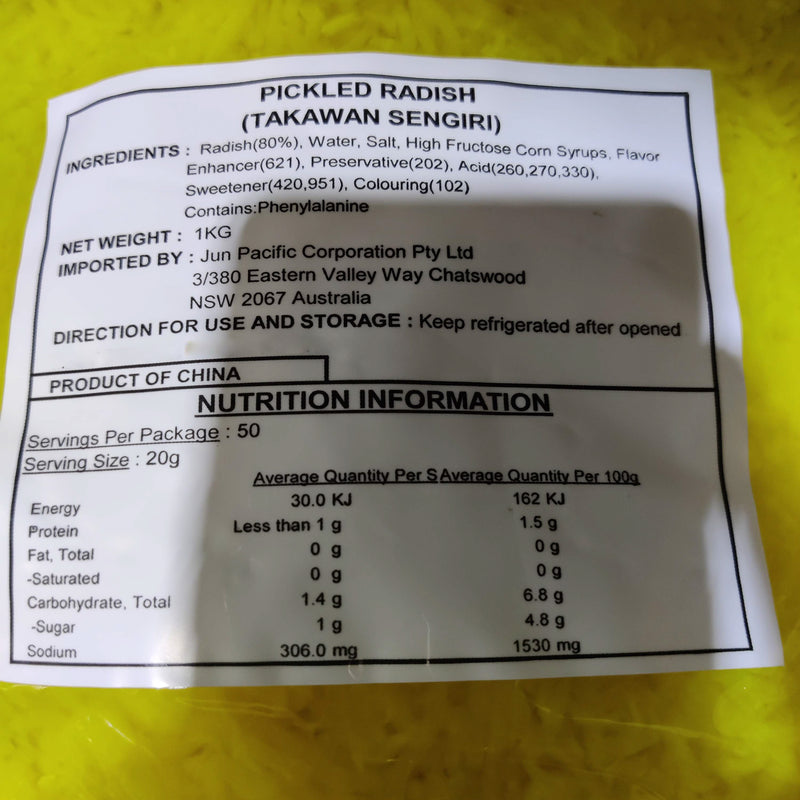 PICKLED RADISH
(TAKAWAN SENGIRI)
INGREDIENTS : Radish(80%), Water, Salt, High Fructose Corn Syrups, Flavor
Enhancer(621), Preservative(202), Acid(260,270,330),
Sweetener(420,951), Colouring(102)
Contains:Phenylalanine
NET WEIGHT : 1KG
IMPORTED BY : Jun Pacific Corporation Pty Ltd
3/380 Eastern Valley Way Chatswood
NSW 2067 Australia
DIRECTION FOR USE AND STORAGE : Keep refrigerated after opened
PRODUCT OF CHINA
NUTRITION INFORMATION
Servings Per Package : 50
Serving Size : 20g
Average Quantity Per S Average Quantity Per 100g
Energy 30.0 KJ 162 KJ
Protein Less than 1 g 1.5 g
Fat, Total 0 g 0 g
-Saturated 0 g 0 g
Carbohydrate, Total 1.4 g 6.8 g
-Sugar 1 g 4.8 g
Sodium 306.0 mg 1530 mg